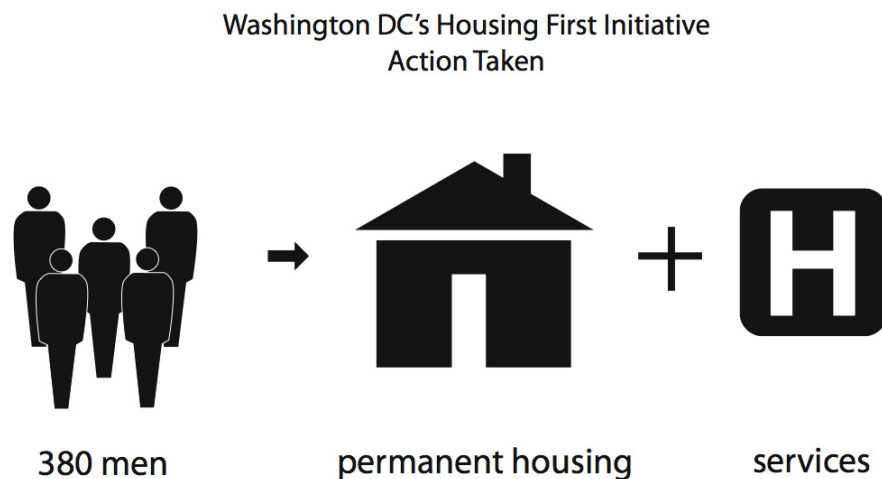 Washington DC's Housing First Initiative
Action Taken
H
380 men
permanent housing
services